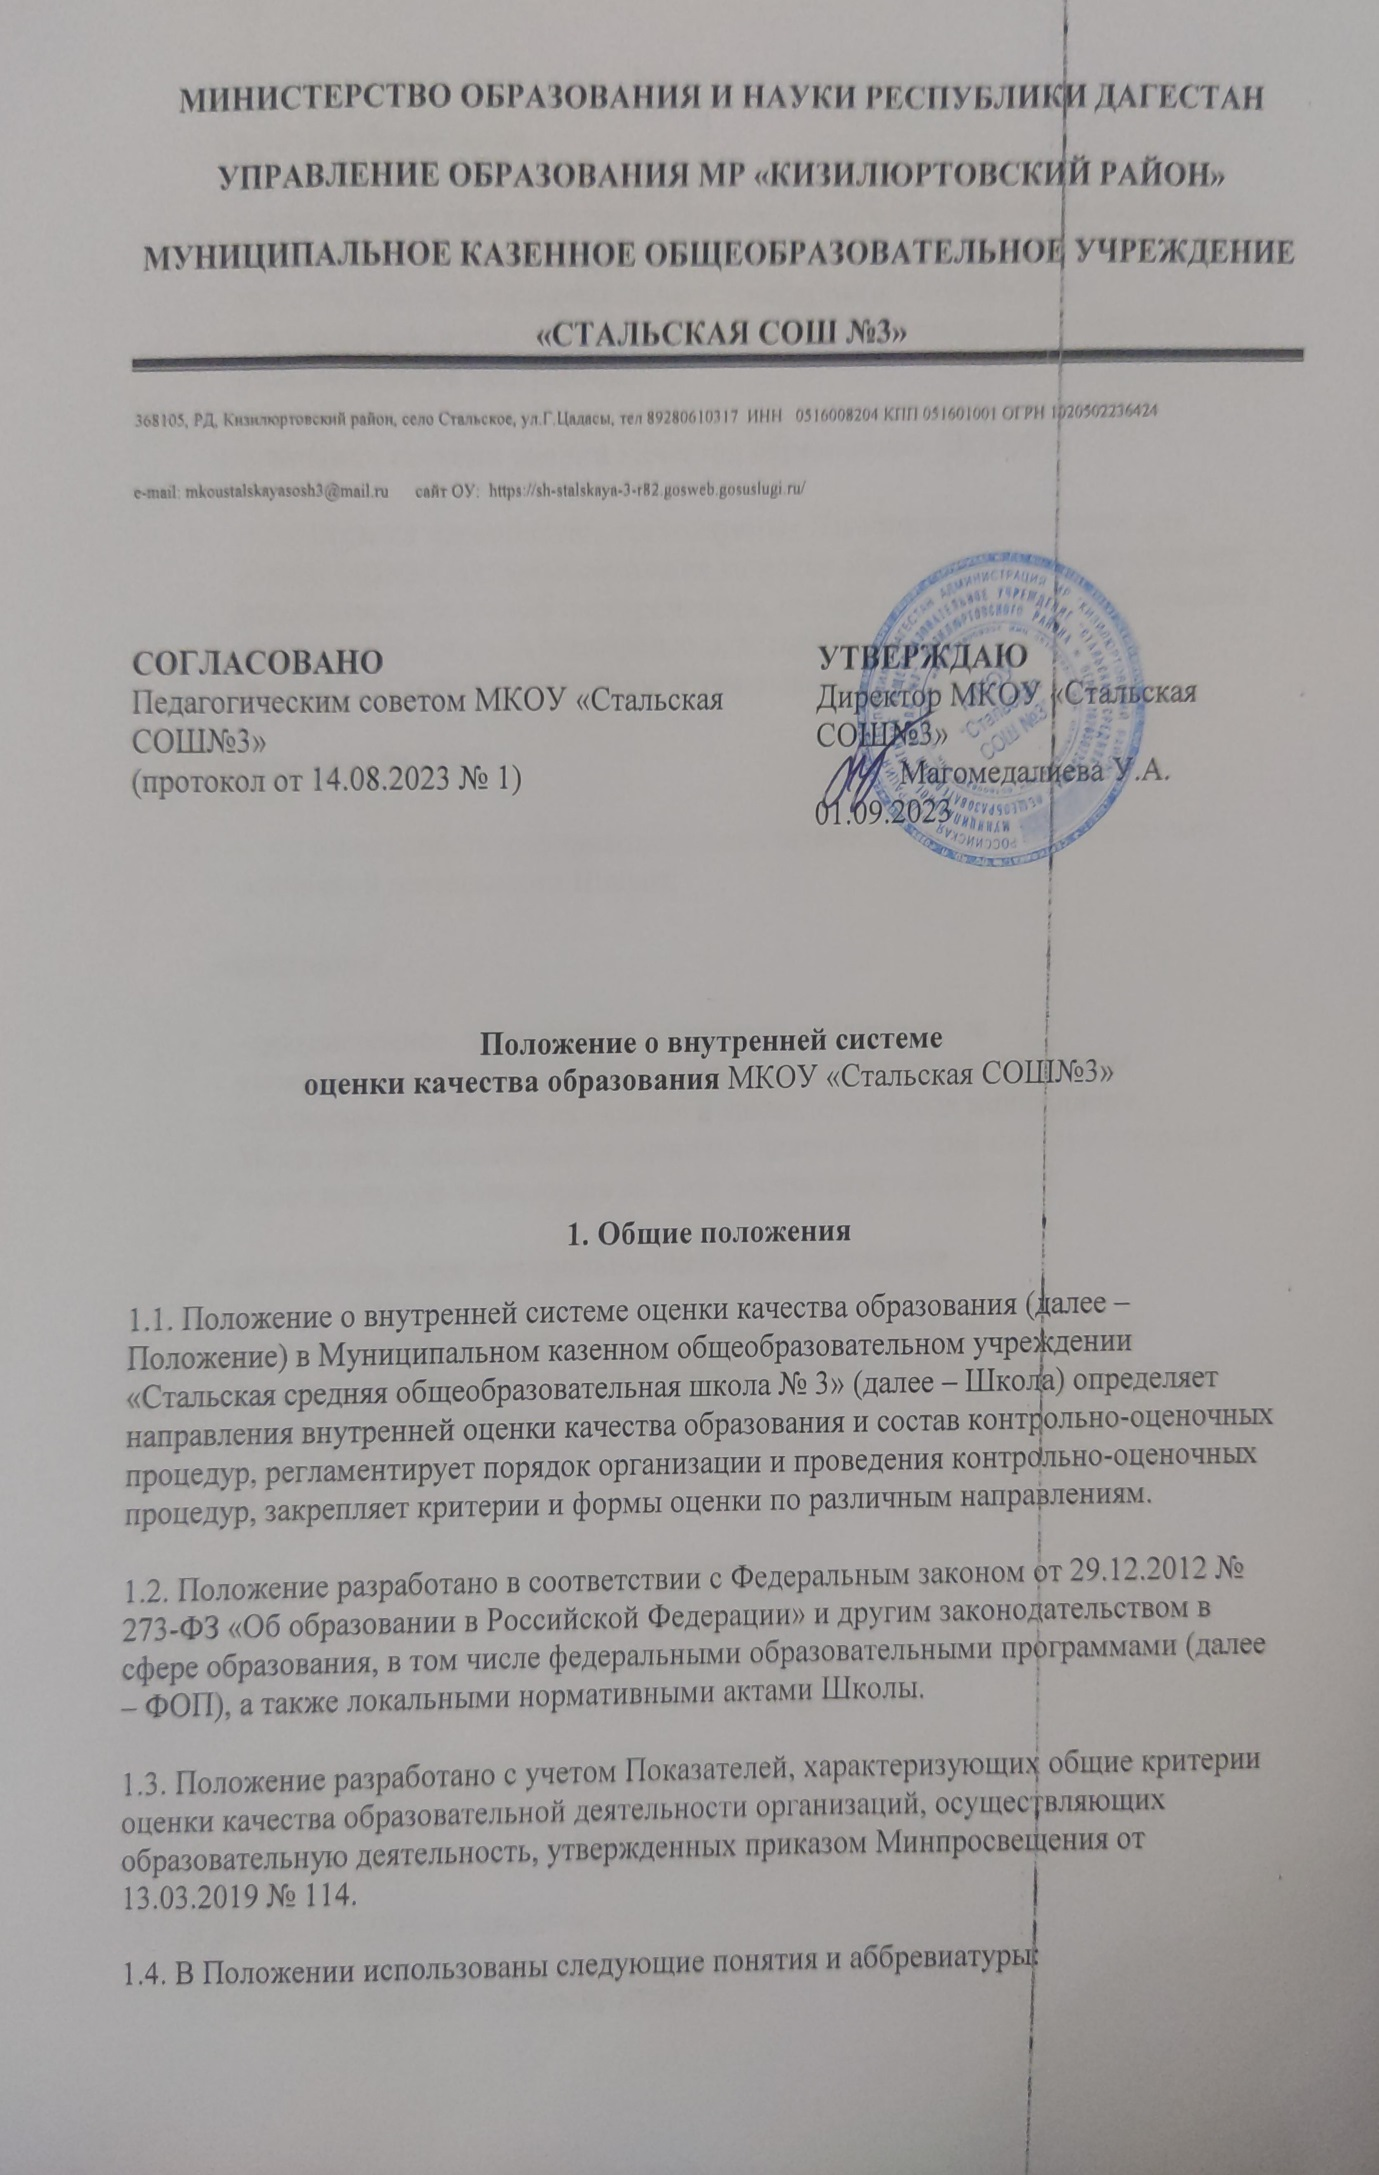 МИНИСТЕРСТВО ОБРАЗОВАНИЯ И НАУКИ РЕСПУБЛИКИ ДАГЕСТАН
УПРАВЛЕНИЕ ОБРАЗОВАНИЯ МР «КИЗИЛЮРТОВСКИЙ РАЙОН»
МУНИЦИПАЛЬНОЕ КАЗЕННОЕ ОБЩЕОБРАЗОВАТЕЛЬНОЕ УЧРЕЖДЕНИЕ
«СТАЛЬСКАЯ СОШ №3»
368105, РД, Кизилюртовский район, село Стальское, ул.Г.Цадасы, тел 89280610317 ИНН 0516008204 КПП 051601001 ОГРН 1020502236424
e-mail: mkoustalskayasosh3@mail.ru сайт ОУ: https://sh-stalskaya-3-r82.gosweb.gosuslugi.ru/
СОГЛАСОВАНО
Педагогическим советом МКОУ «Стальская
СОШ№3»
(протокол от 14.08.2023 № 1)
УТВЕРЖДАЮ
Директор МКОУ «Стальская
СОШ№3»
Магомедалиева У.А.
01.09.2023
"Стальская
СОШ №3"
Положение о внутренней системе
оценки качества образования МКОУ «Стальская СОШ№3»
1. Общие положения
1.1. Положение о внутренней системе оценки качества образования (далее –
Положение) в Муниципальном казенном общеобразовательном учреждении
«Стальская средняя общеобразовательная школа № 3» (далее – Школа) определяет
направления внутренней оценки качества образования и состав контрольно-оценочных
процедур, регламентирует порядок организации и проведения контрольно-оценочных
процедур, закрепляет критерии и формы оценки по различным направлениям.
1.2. Положение разработано в соответствии с Федеральным законом от 29.12.2012 №
273-ФЗ «Об образовании в Российской Федерации» и другим законодательством в
сфере образования, в том числе федеральными образовательными программами (далее
– ФОП), а также локальными нормативными актами Школы.
1.3. Положение разработано с учетом Показателей, характеризующих общие критерии
оценки качества образовательной деятельности организаций, осуществляющих
образовательную деятельность, утвержденных приказом Минпросвещения от
13.03.2019 № 114.
1.4. В Положении использованы следующие понятия и аббревиатуры: